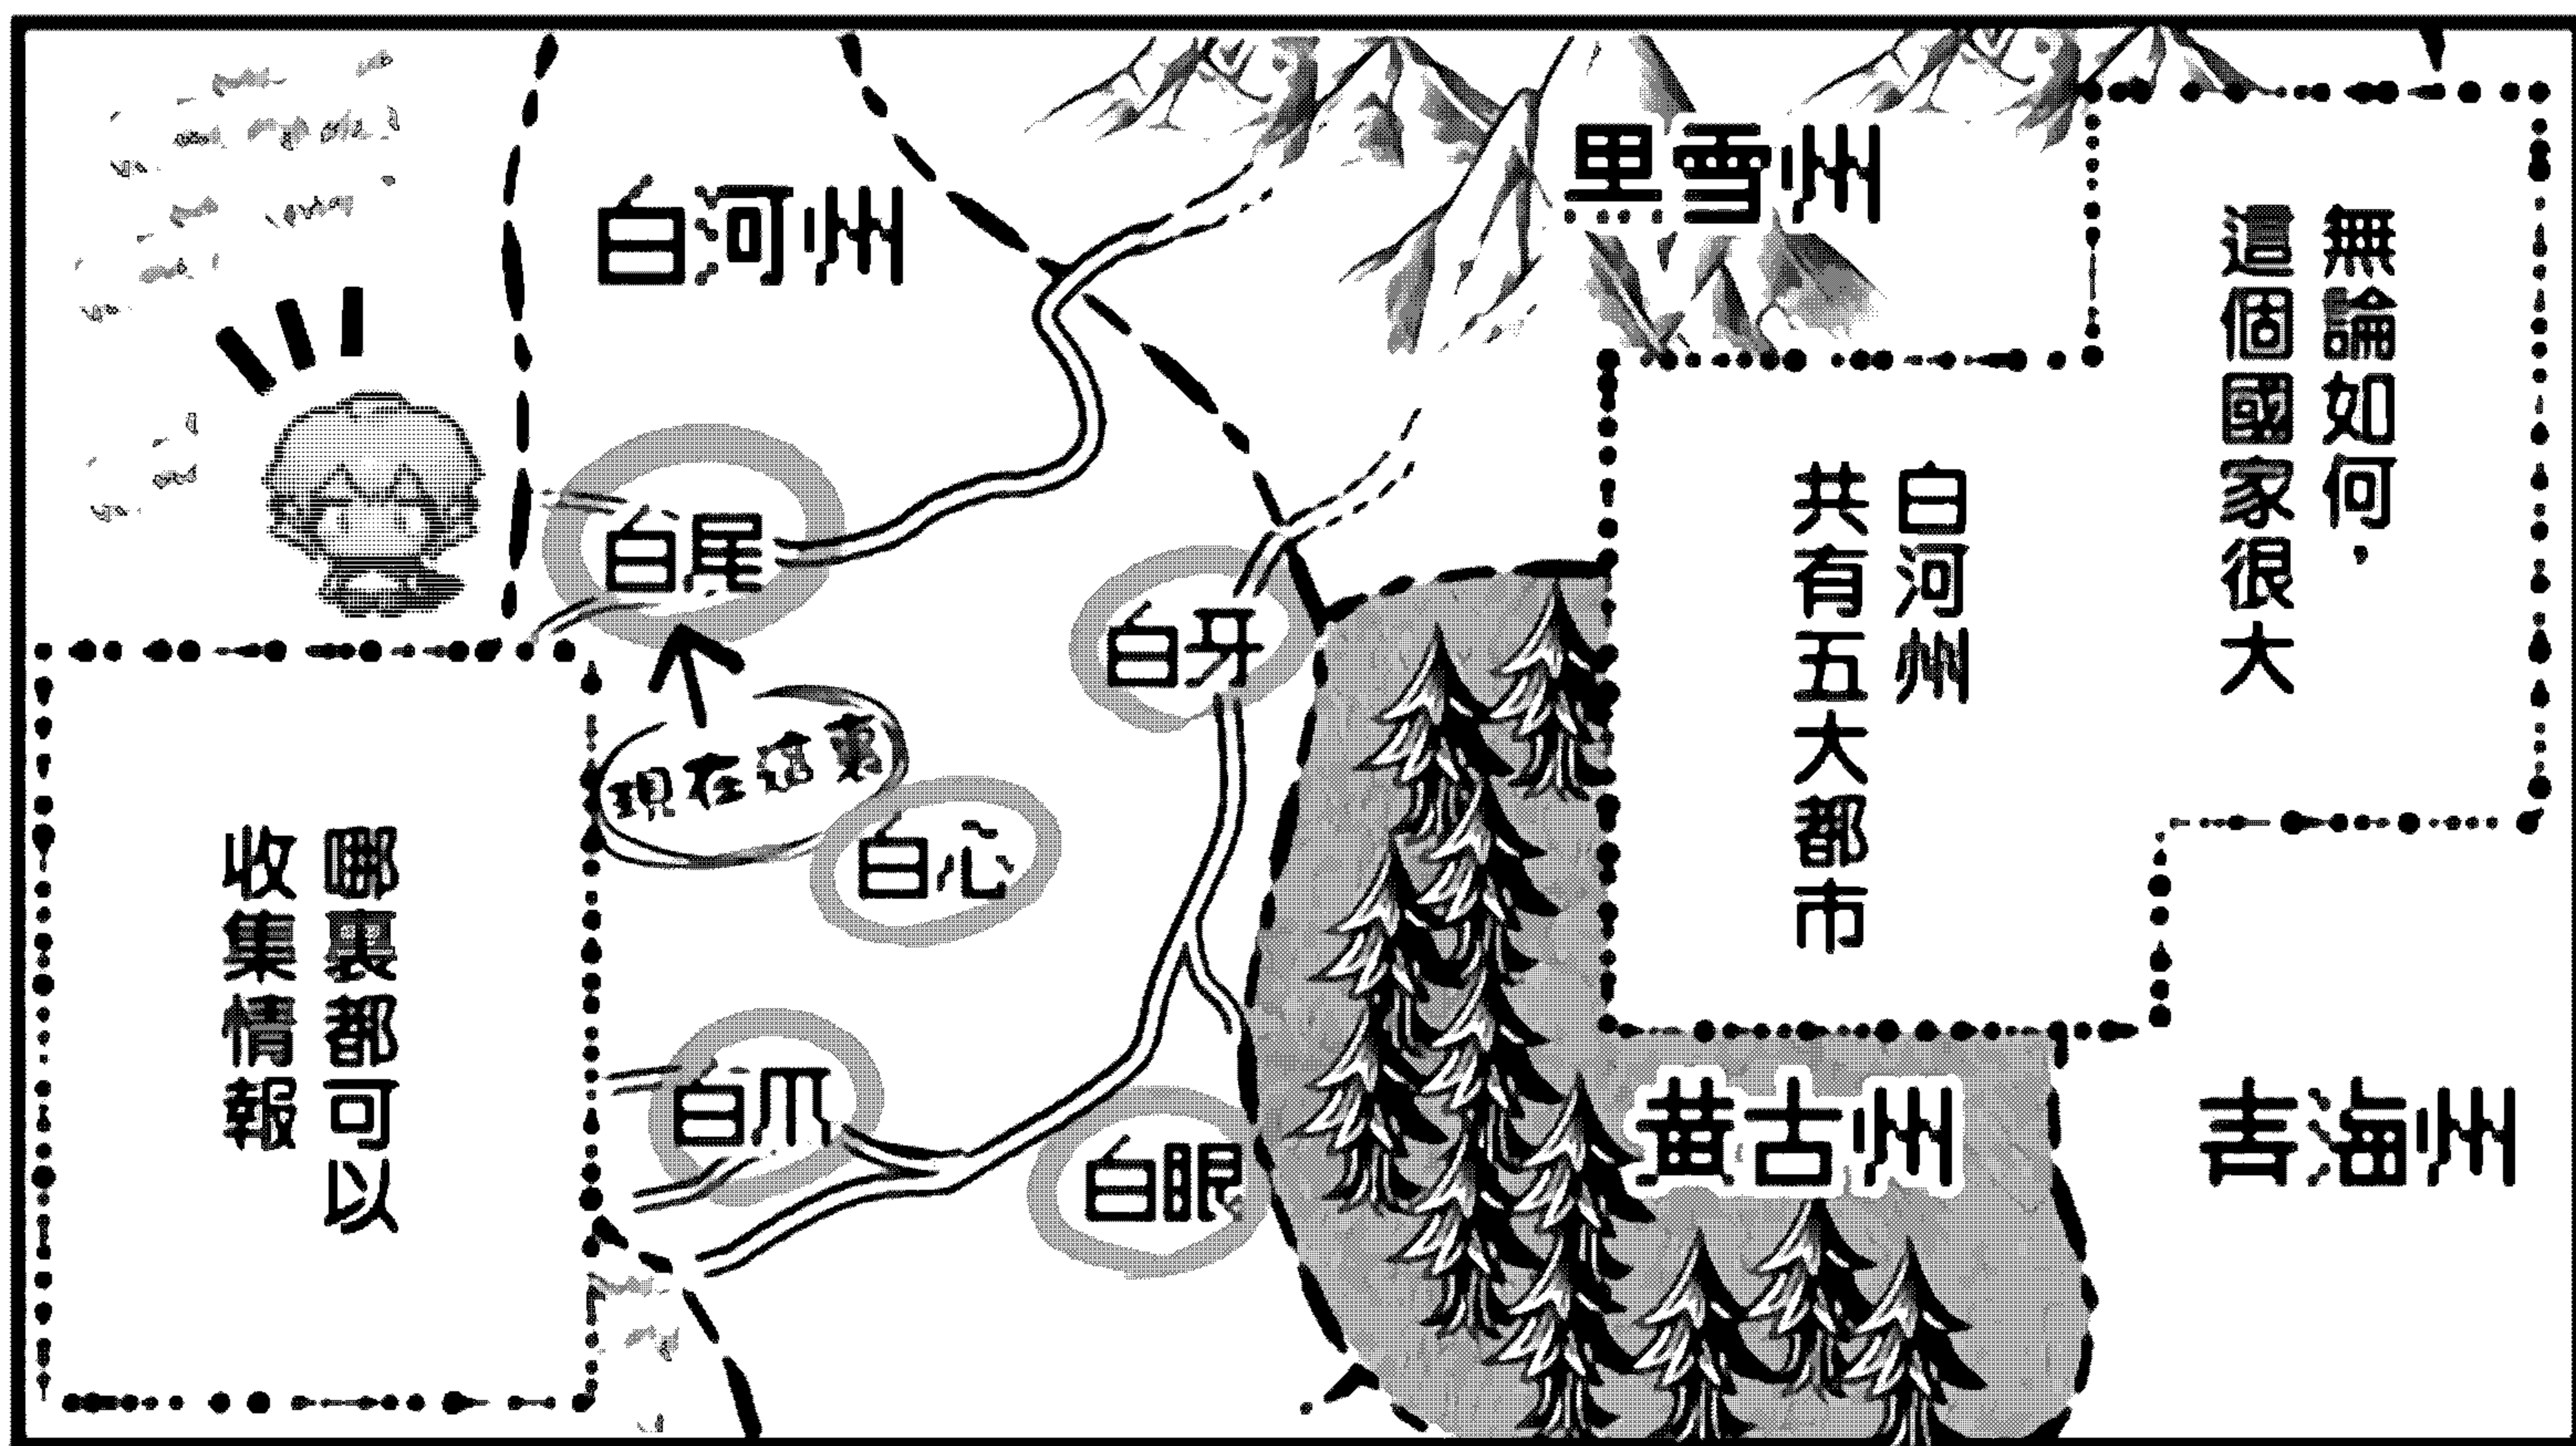 無論如何，
這個國家很大
白河州
共有五大都市
黑雪州
白河州
白尾
現在這裏
白牙
白心
白爪
白眼
黃古州
青海州
哪裏都可以
收集情報